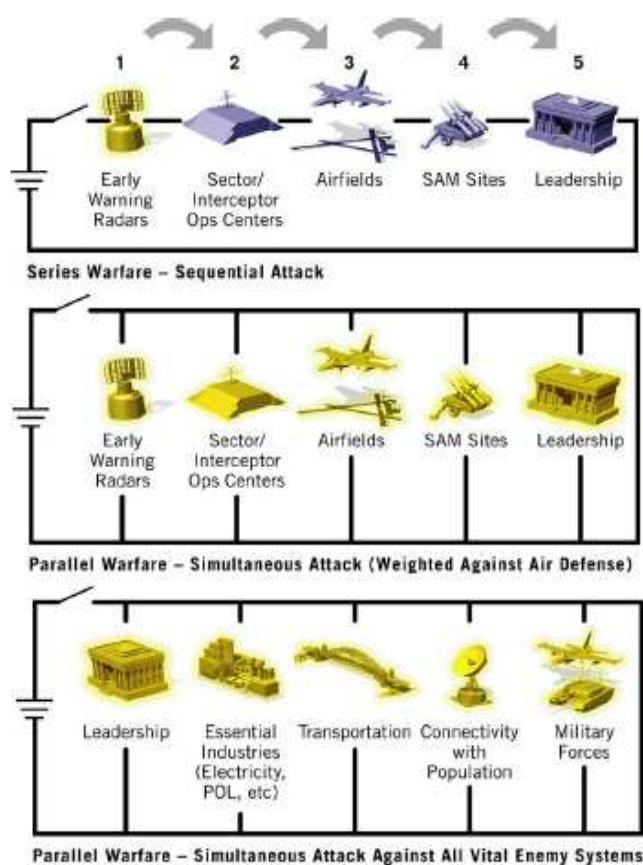 1 2 3 4 5
Early Warning Radars
Sector/ Interceptor Ops Centers
Airfields
SAM Sites
Leadership
Series Warfare – Sequential Attack
Early Warning Radars
Sector/ Interceptor Ops Centers
Airfields
SAM Sites
Leadership
Parallel Warfare – Simultaneous Attack (Weighted Against Air Defense)
Leadership
Essential Industries (Electricity, POL, etc)
Transportation
Connectivity with Population
Military Forces
Parallel Warfare – Simultaneous Attack Against All Vital Enemy Systems